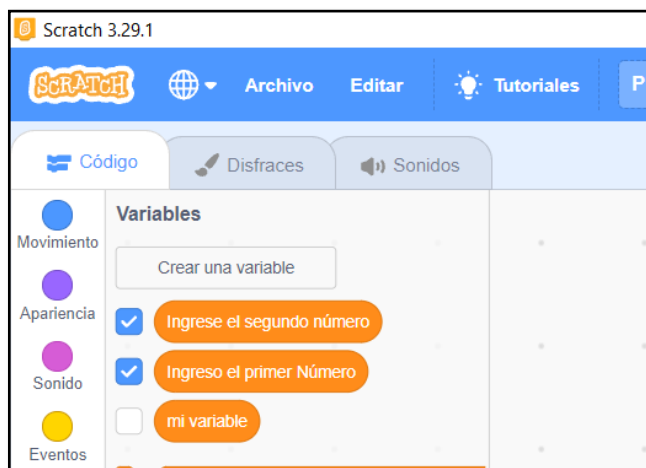 Scratch 3.29.1
SCRATCH Archivo Editar Tutoriales P
Código Disfraces Sonidos
Movimiento
Apariencia
Sonido
Eventos
Variables
Crear una variable
Ingrese el segundo número
Ingreso el primer Número
mi variable